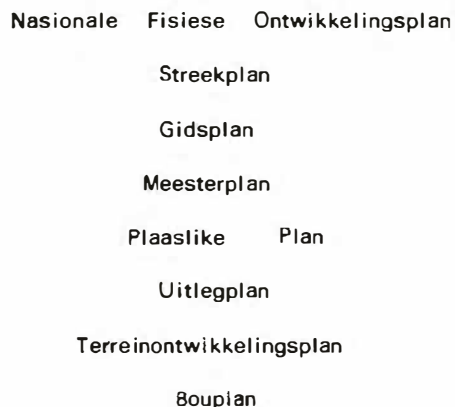 Nasionale Fisiese Ontwikkelingsplan
Streekplan
Gidsplan
Meesterplan
Plaaslike Plan
Uitlegplan
Terreinontwikkelingsplan
Bouplan